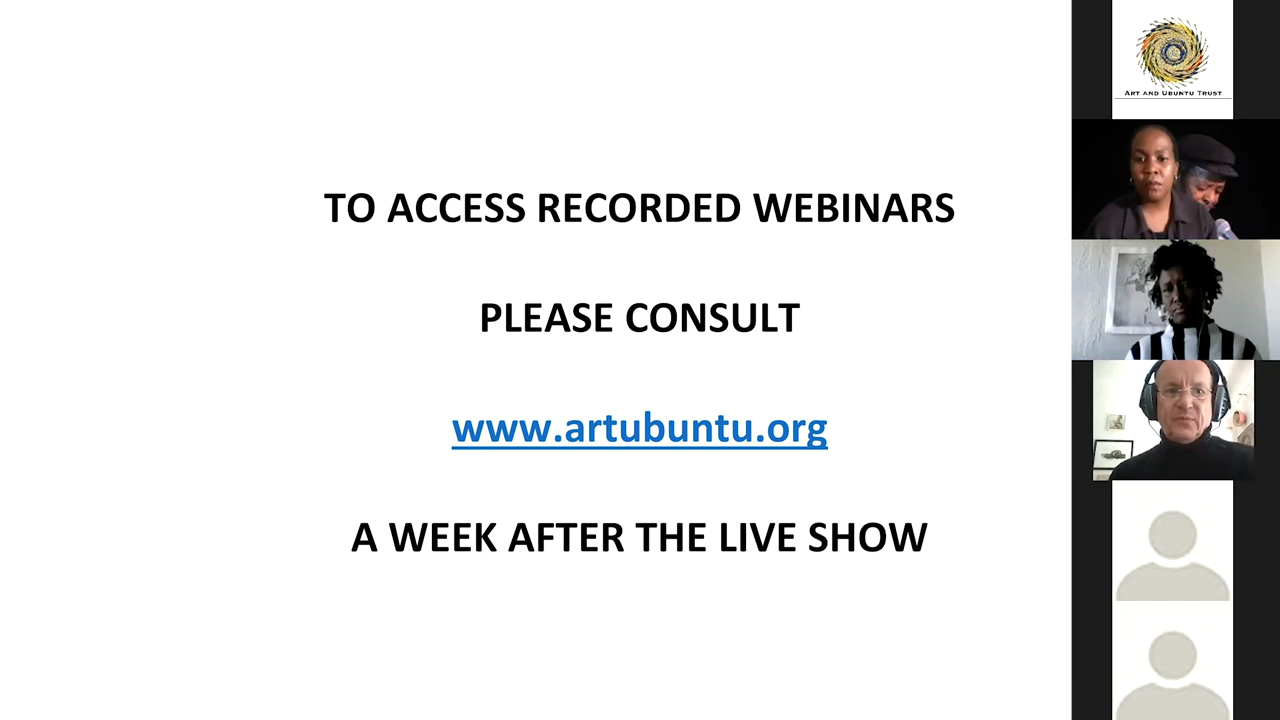 TO ACCESS RECORDED WEBINARS
PLEASE CONSULT
www.artubuntu.org
A WEEK AFTER THE LIVE SHOW
ART AND UBUNTU TRUST